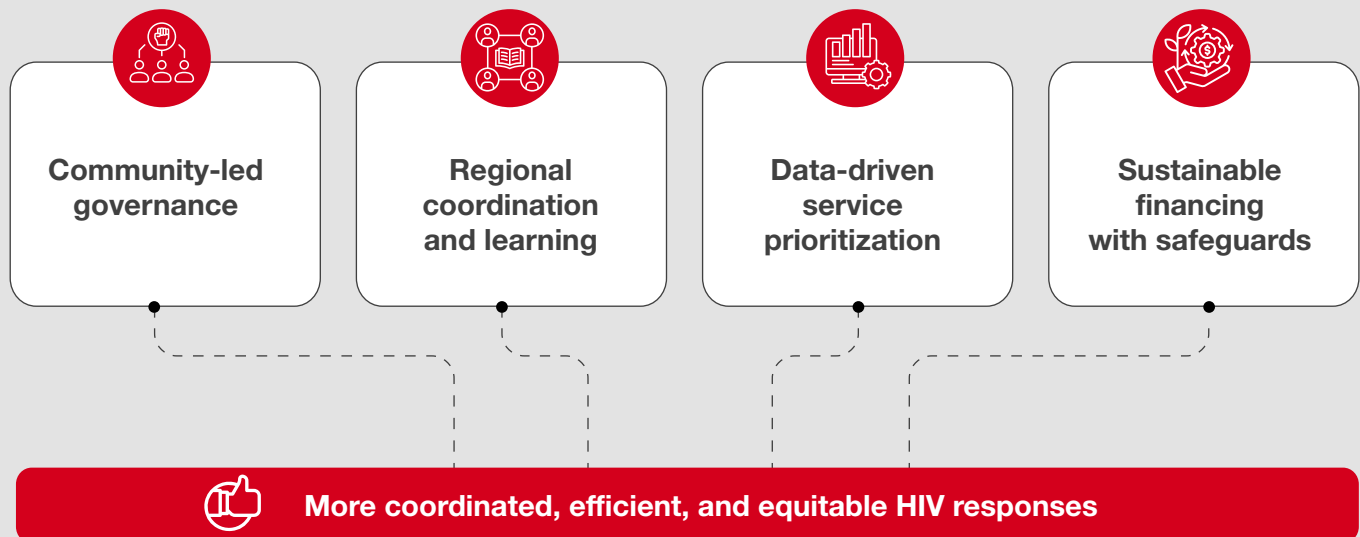 Community-led
governance
Regional
coordination
and learning
Data-driven
service
prioritization
Sustainable
financing
with safeguards
More coordinated, efficient, and equitable HIV responses